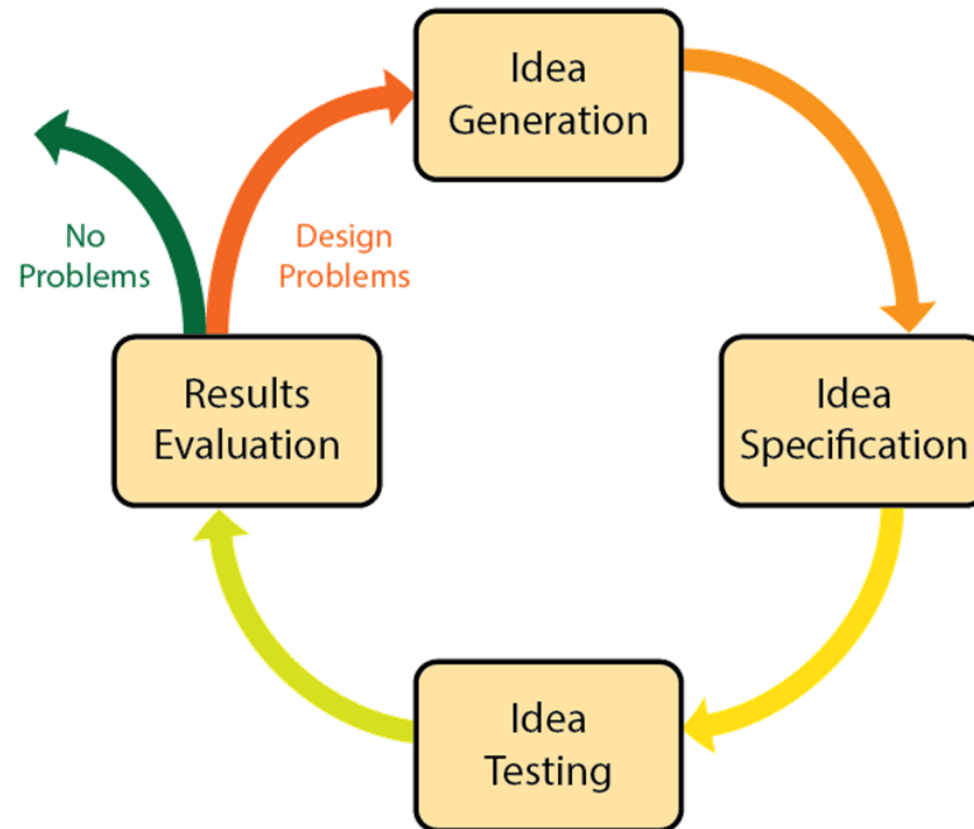 Idea
Generation
No
Problems
Design
Problems
Results
Evaluation
Idea
Specification
Idea
Testing